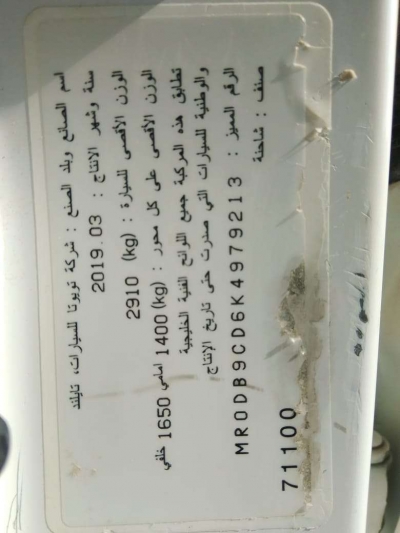 اسم الصانع وبلد الصنع : شركة تويوتا للسيارات، تايلند
سنة وشهر الانتاج : 2019.03
الوزن الأقصى للسيارة : (kg) 2910
الوزن الأقصى على كل محور : (kg) 1400 امامي 1650 خلفي
تطابق هذه المركبة جميع اللوائح الفنية الخليجية
والوطنية للسيارات التي صدرت حتى تاريخ الإنتاج
الرقم المميز : MR0DB9CD6K4979213
صنف : شاحنة
71100